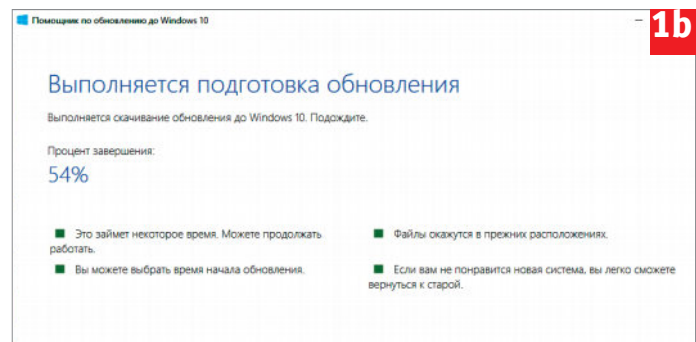 Помощник по обновлению до Windows 10
1b
Выполняется подготовка обновления
Выполняется скачивание обновления до Windows 10. Подождите.
Процент завершения:
54%
Это займет некоторое время. Можете продолжать
работать.
Вы можете выбрать время начала обновления.
Файлы окажутся в прежних расположениях.
Если вам не понравится новая система, вы легко сможете
вернуться к старой.